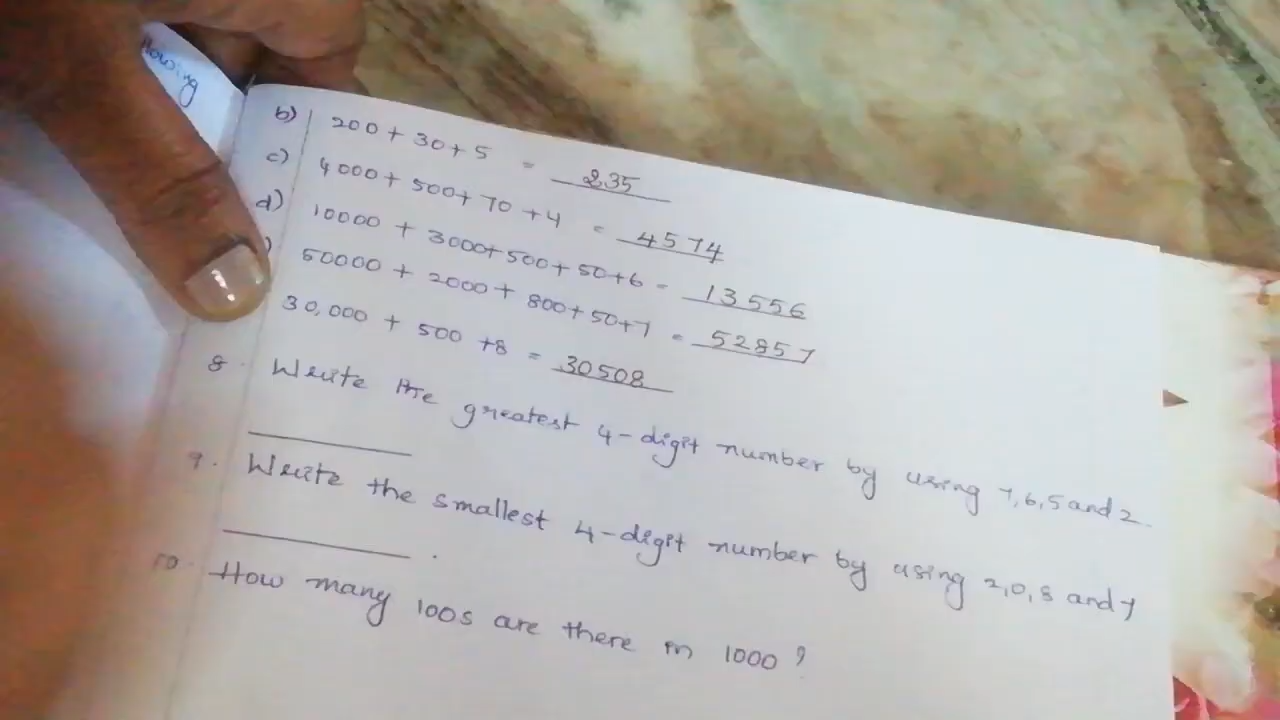 lowing
b) 200 + 30 + 5 = 235
c) 4000 + 500 + 70 + 4 = 4574
d) 10000 + 3000 + 500 + 50 + 6 = 13556
) 50000 + 2000 + 800 + 50 + 7 = 52857
30,000 + 500 + 8 = 30508
8. Write the greatest 4-digit number by using 7,6,5 and 2.
9. Write the smallest 4-digit number by using 2,0,8 and 7
10. How many 100s are there in 1000 ?